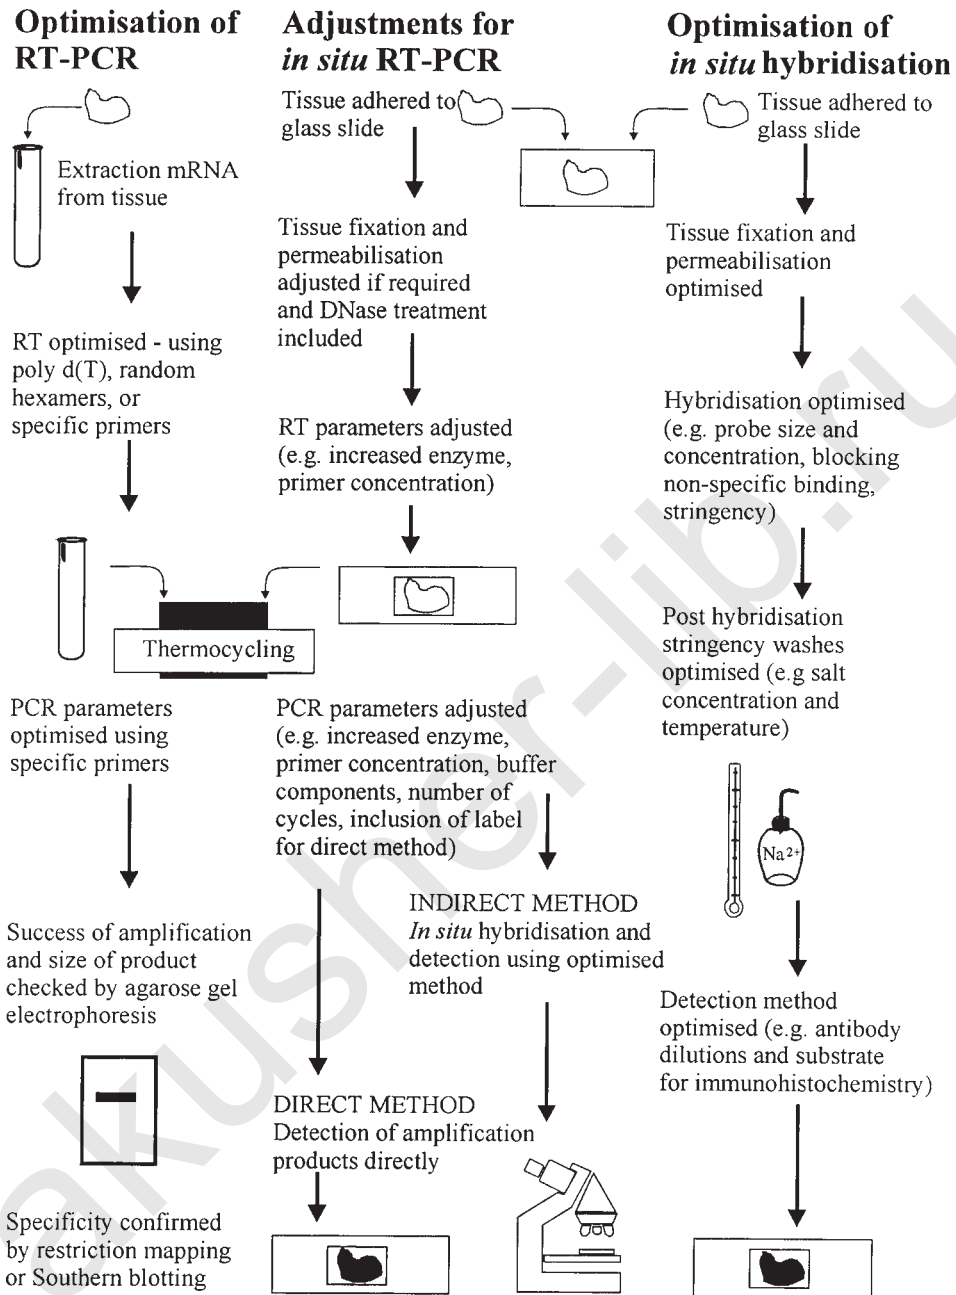 Optimisation of
RT-PCR
Extraction mRNA
from tissue
RT optimised - using
poly d(T), random
hexamers, or
specific primers
Thermocycling
PCR parameters
optimised using
specific primers
Success of amplification
and size of product
checked by agarose gel
electrophoresis
Specificity confirmed
by restriction mapping
or Southern blotting
Adjustments for
in situ RT-PCR
Tissue adhered to
glass slide
Tissue fixation and
permeabilisation
adjusted if required
and DNase treatment
included
RT parameters adjusted
(e.g. increased enzyme,
primer concentration)
PCR parameters adjusted
(e.g. increased enzyme,
primer concentration, buffer
components, number of
cycles, inclusion of label
for direct method)
INDIRECT METHOD
In situ hybridisation and
detection using optimised
method
DIRECT METHOD
Detection of amplification
products directly
Optimisation of
in situ hybridisation
Tissue adhered to
glass slide
Tissue fixation and
permeabilisation
optimised
Hybridisation optimised
(e.g. probe size and
concentration, blocking
non-specific binding,
stringency)
Post hybridisation
stringency washes
optimised (e.g salt
concentration and
temperature)
Na²⁺
Detection method
optimised (e.g. antibody
dilutions and substrate
for immunohistochemistry)
akusher-lib.ru